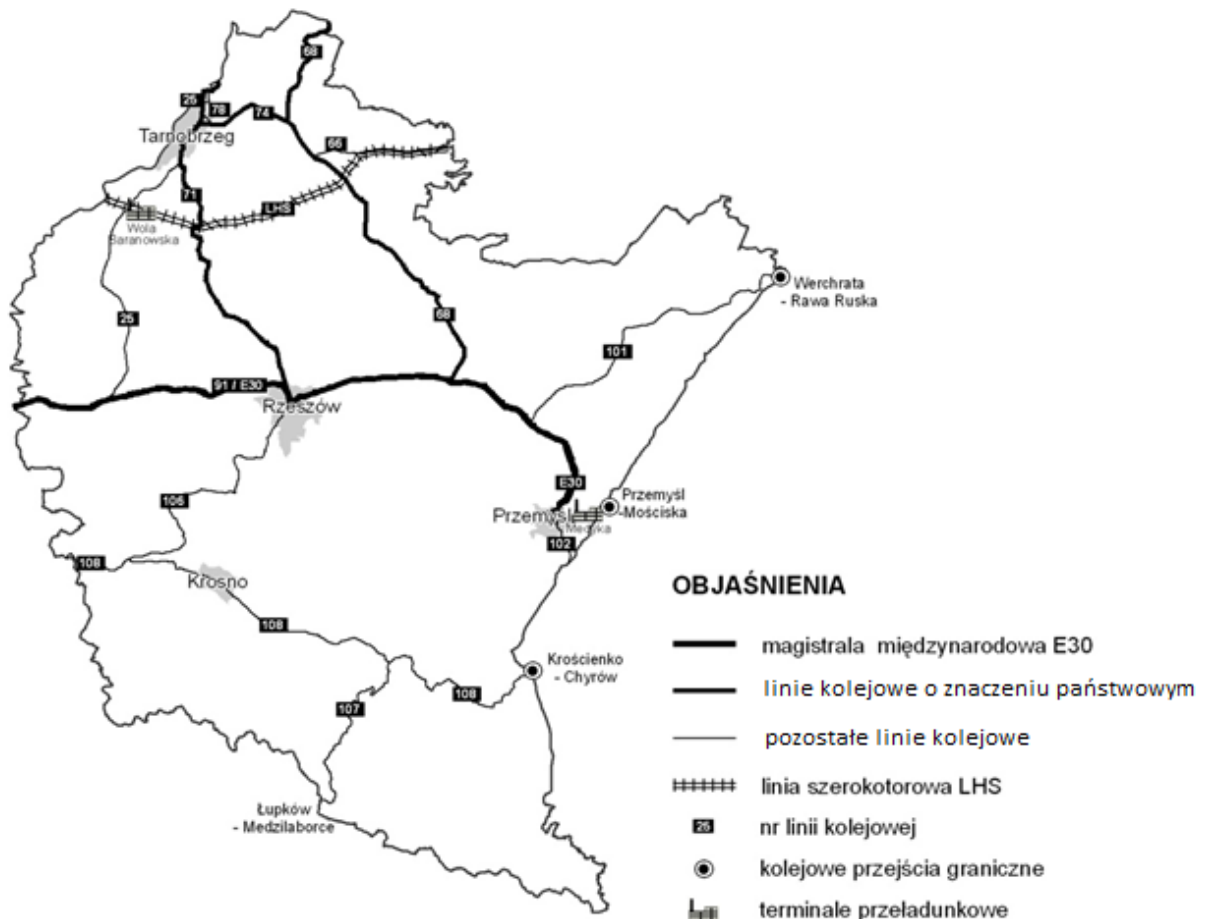 68
25
78
74
Tarnobrzeg
66
71
LHS
Wola
Baranowska
Werchrata
- Rawa Ruska
25
68
101
91 / E30
Rzeszów
E30
106
Przemyśl
-Mościska
Przemyśl
Medyka
102
108
Krosno
108
Krościenko
- Chyrów
108
107
Łupków
- Medzilaborce
OBJAŚNIENIA
magistrala międzynarodowa E30
linie kolejowe o znaczeniu państwowym
pozostałe linie kolejowe
linia szerokotorowa LHS
25 nr linii kolejowej
kolejowe przejścia graniczne
terminale przeładunkowe